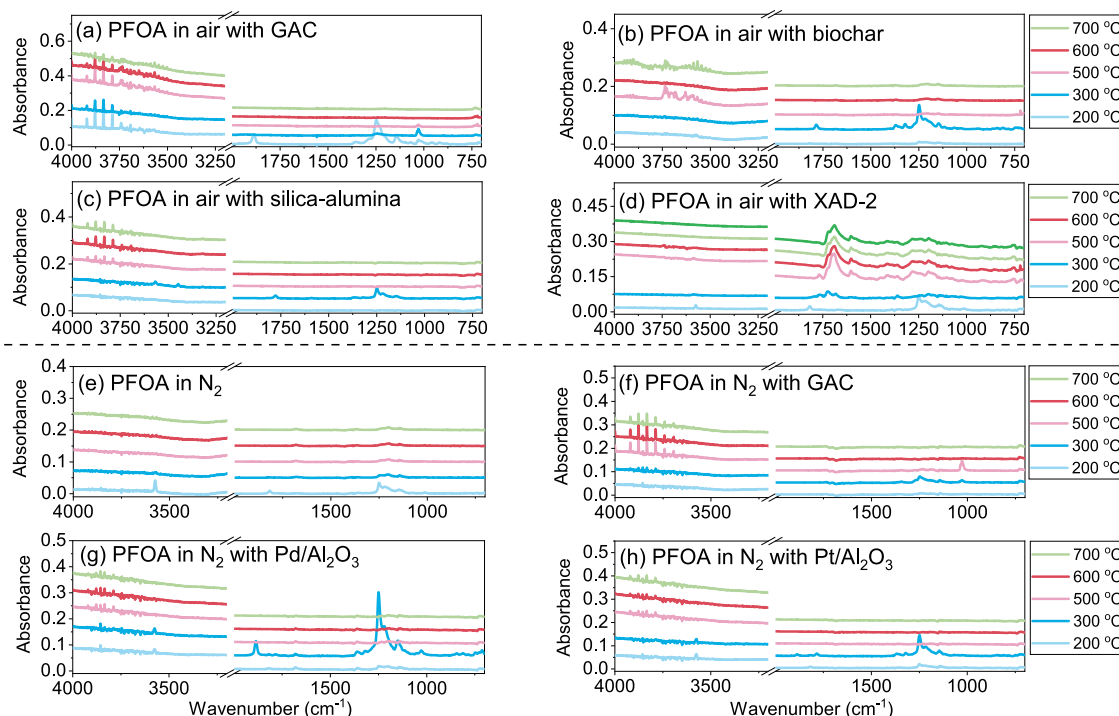 (a) PFOA in air with GAC
Absorbance
0.6
0.4
0.2
0.0
4000 3750 3500 3250 1750 1500 1250 1000 750
(b) PFOA in air with biochar
Absorbance
0.4
0.2
0.0
4000 3750 3500 3250 1750 1500 1250 1000 750
700 °C
600 °C
500 °C
300 °C
200 °C
(c) PFOA in air with silica-alumina
Absorbance
0.4
0.2
0.0
4000 3750 3500 3250 1750 1500 1250 1000 750
(d) PFOA in air with XAD-2
Absorbance
0.45
0.30
0.15
0.00
4000 3750 3500 3250 1750 1500 1250 1000 750
700 °C
600 °C
500 °C
300 °C
200 °C
(e) PFOA in N₂
Absorbance
0.4
0.3
0.2
0.1
0.0
4000 3500 1500 1000
(f) PFOA in N₂ with GAC
Absorbance
0.5
0.4
0.3
0.2
0.1
0.0
4000 3500 1500 1000
700 °C
600 °C
500 °C
300 °C
200 °C
(g) PFOA in N₂ with Pd/Al₂O₃
Absorbance
0.5
0.4
0.3
0.2
0.1
0.0
4000 3500 1500 1000
Wavenumber (cm⁻¹)
(h) PFOA in N₂ with Pt/Al₂O₃
Absorbance
0.5
0.4
0.3
0.2
0.1
0.0
4000 3500 1500 1000
Wavenumber (cm⁻¹)
700 °C
600 °C
500 °C
300 °C
200 °C